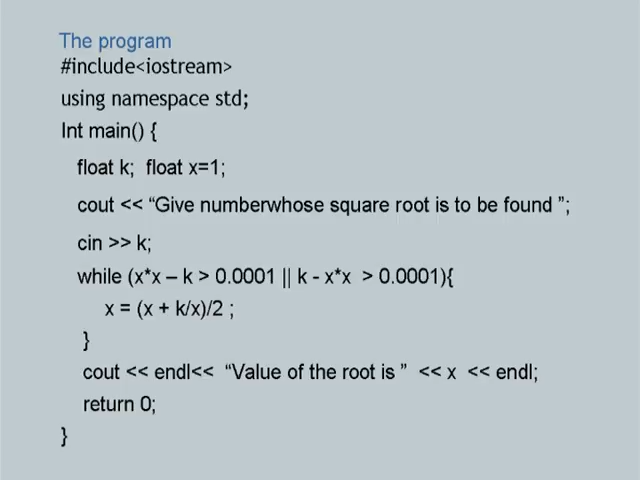 The program
#include<iostream>
using namespace std;
Int main() {
float k; float x=1;
cout << “Give numberwhose square root is to be found ”;
cin >> k;
while (x*x – k > 0.0001 || k - x*x > 0.0001){
x = (x + k/x)/2 ;
}
cout << endl<< “Value of the root is ” << x << endl;
return 0;
}